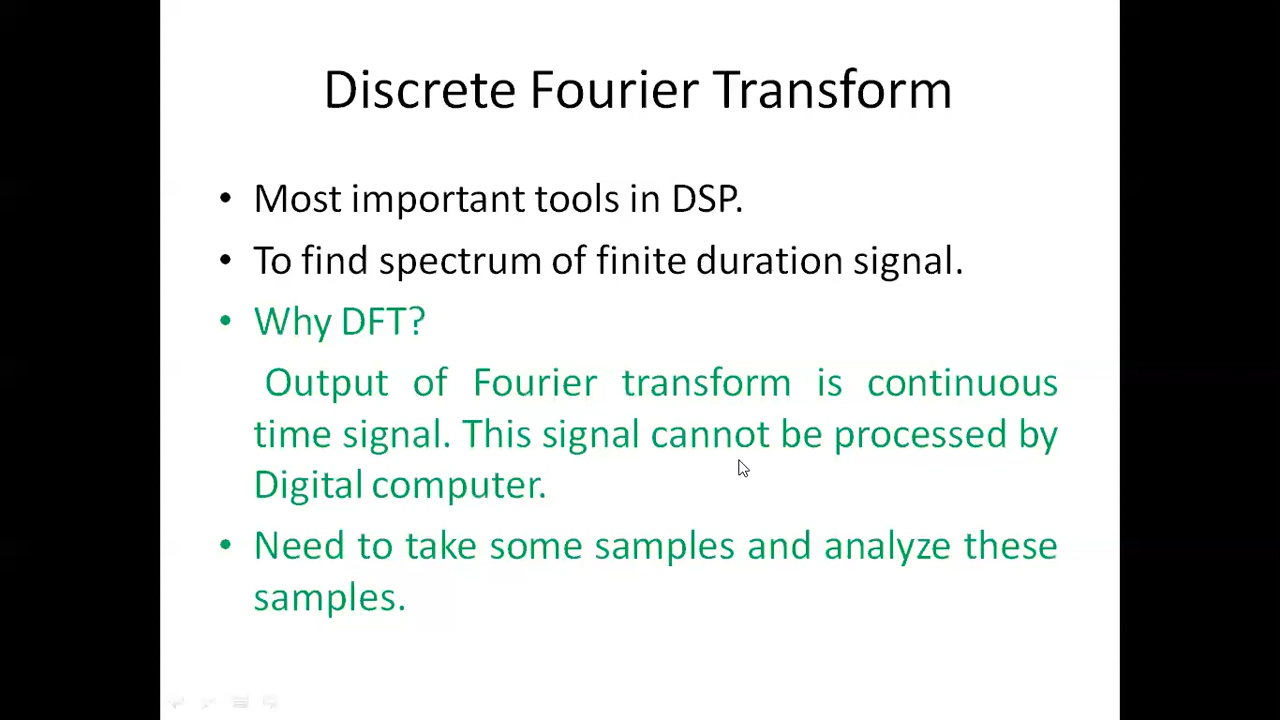 Discrete Fourier Transform
• Most important tools in DSP.
• To find spectrum of finite duration signal.
• Why DFT?
Output of Fourier transform is continuous
time signal. This signal cannot be processed by
Digital computer.
• Need to take some samples and analyze these
samples.